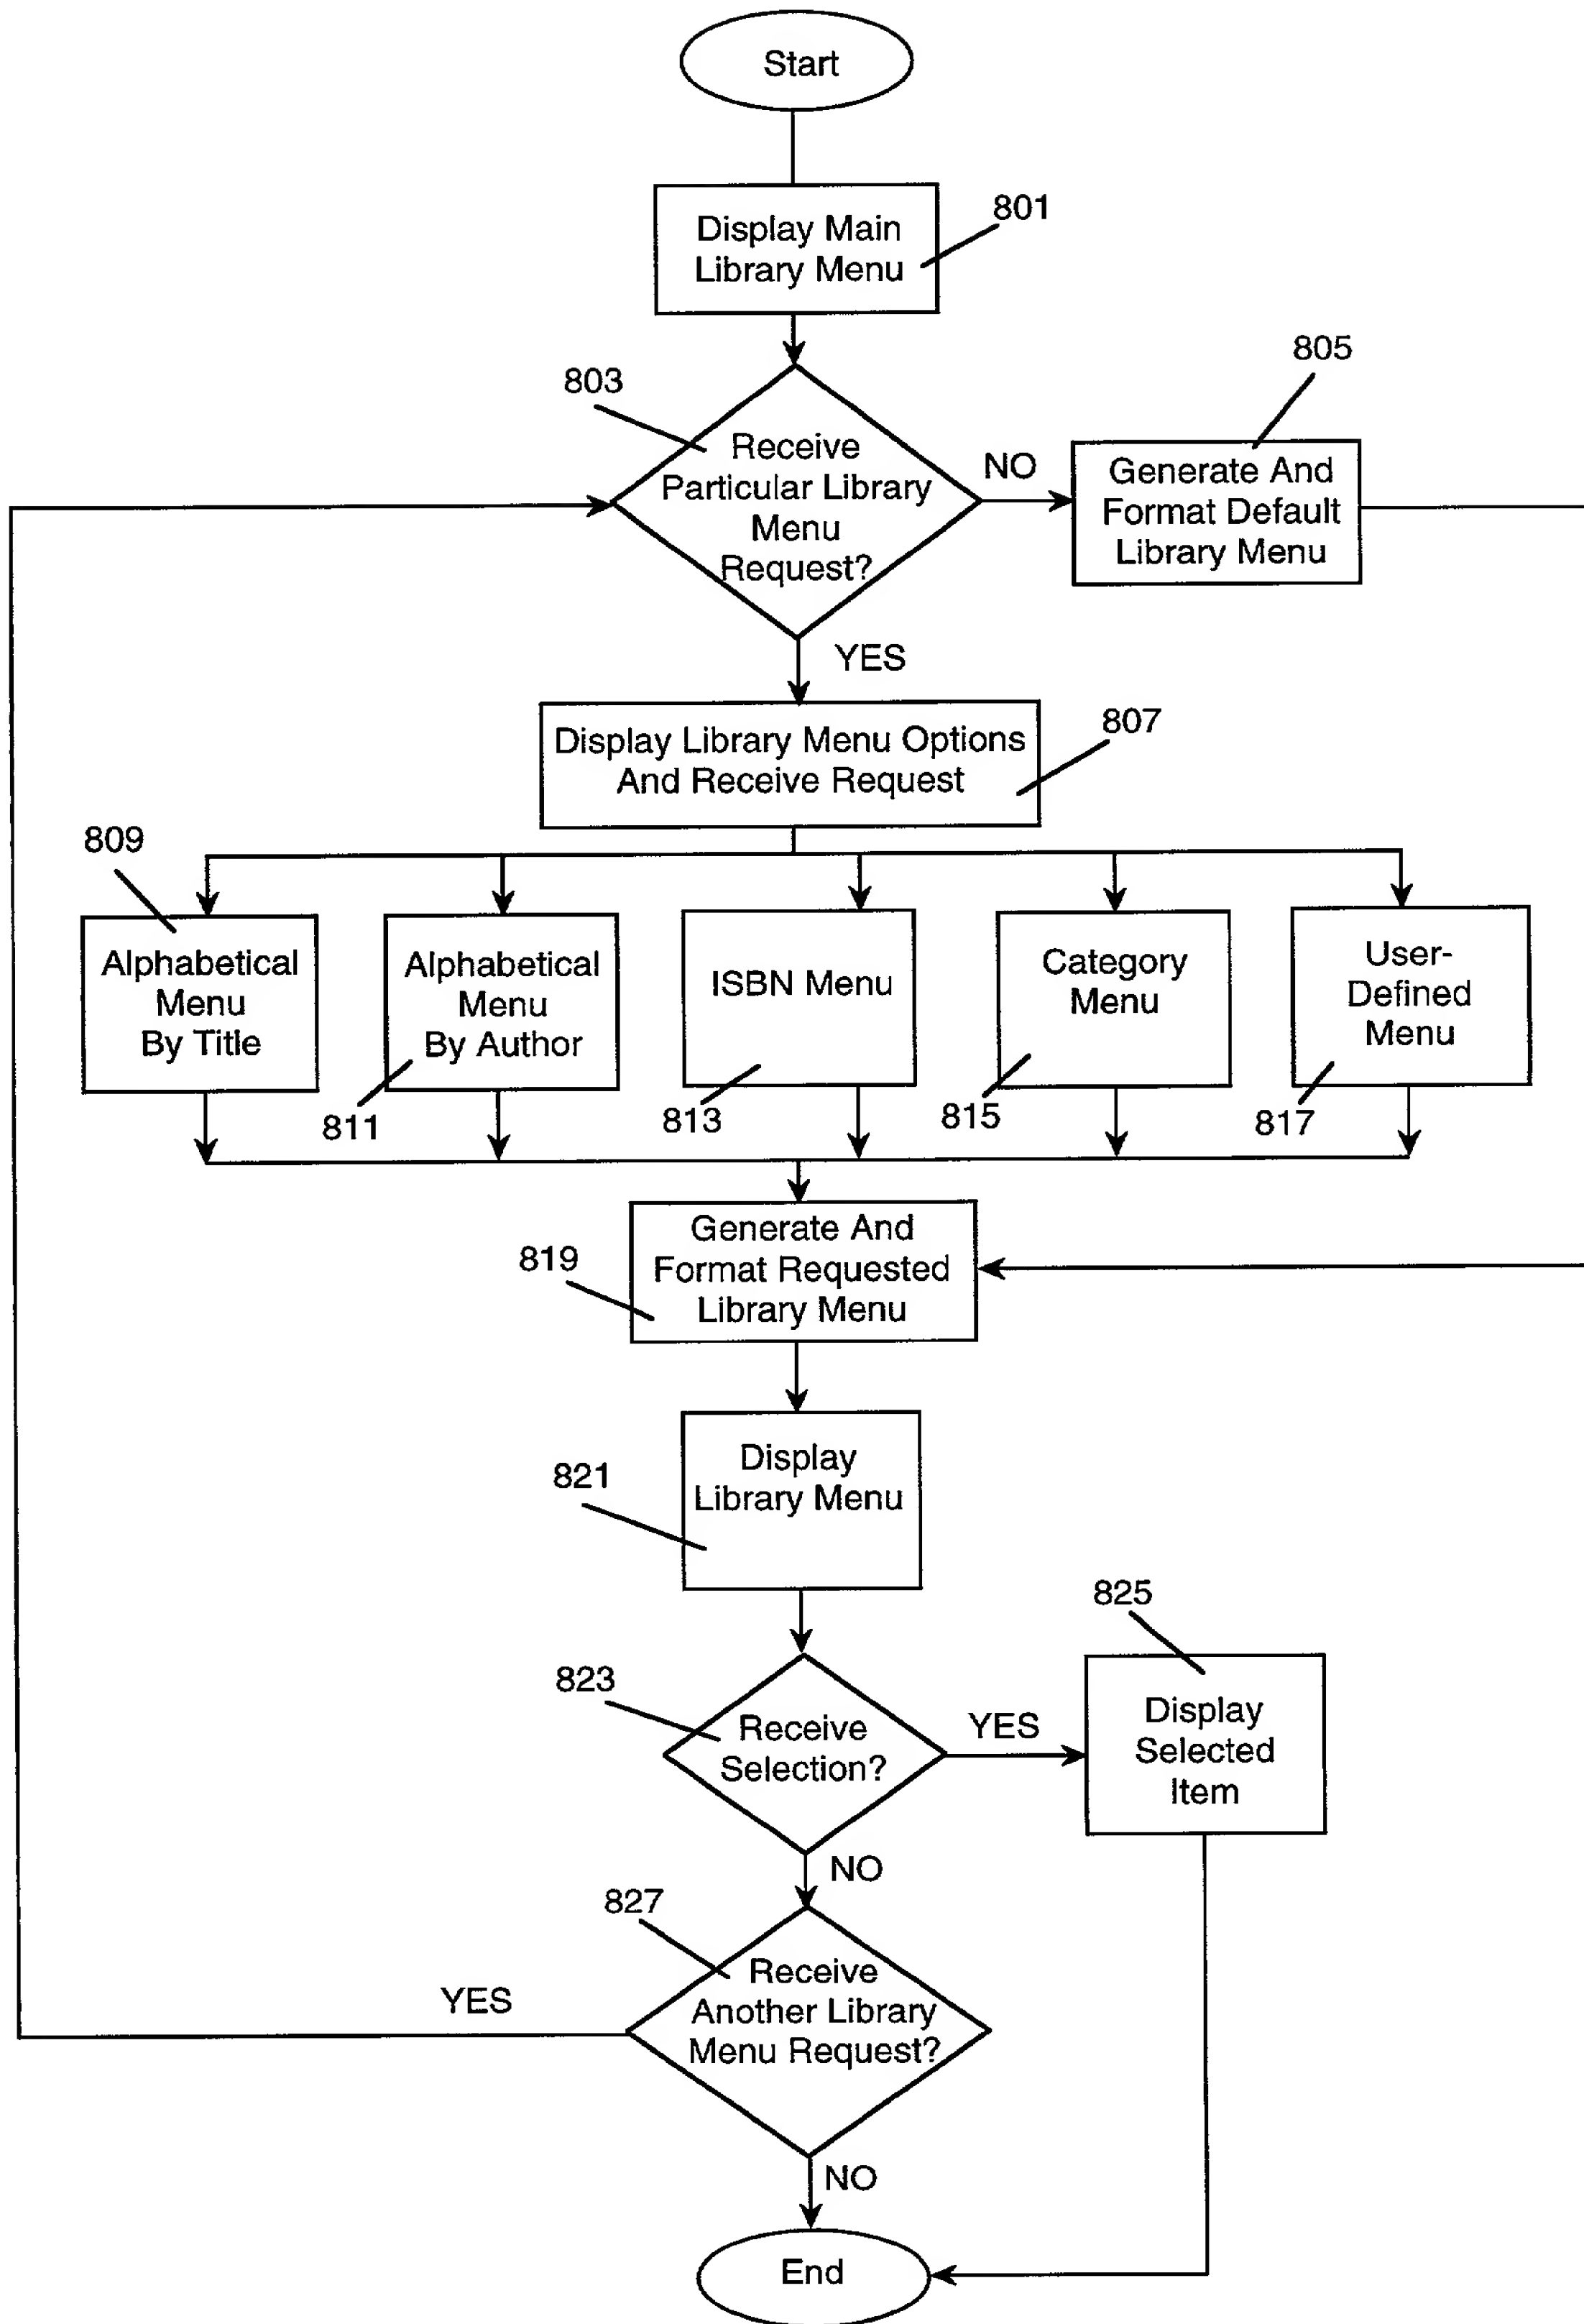 Start
Display Main
Library Menu
801
803
Receive
Particular Library
Menu
Request?
NO
805
Generate And
Format Default
Library Menu
YES
Display Library Menu Options
And Receive Request
807
809
Alphabetical
Menu
By Title
Alphabetical
Menu
By Author
811
ISBN Menu
813
Category
Menu
815
User-
Defined
Menu
817
Generate And
Format Requested
Library Menu
819
Display
Library Menu
821
823
Receive
Selection?
YES
825
Display
Selected
Item
NO
827
Receive
Another Library
Menu Request?
YES
NO
End